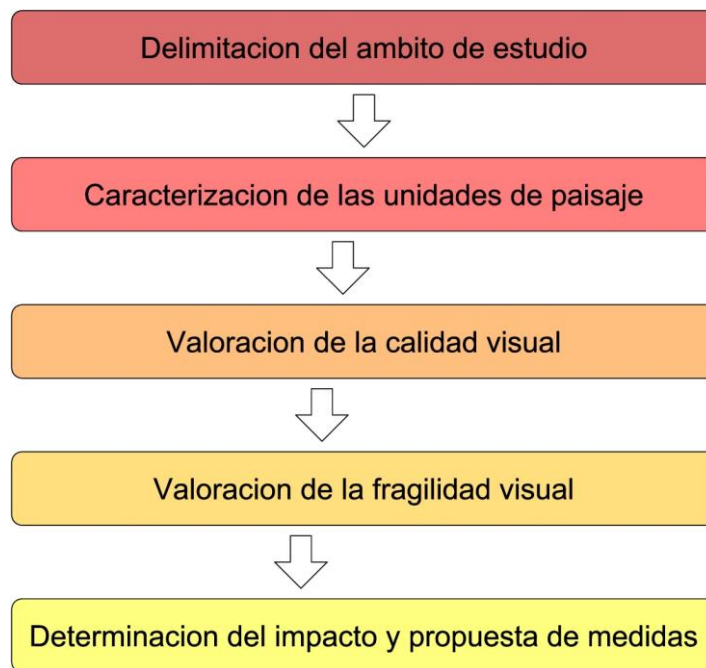 Delimitacion del ambito de estudio
Caracterizacion de las unidades de paisaje
Valoracion de la calidad visual
Valoracion de la fragilidad visual
Determinacion del impacto y propuesta de medidas